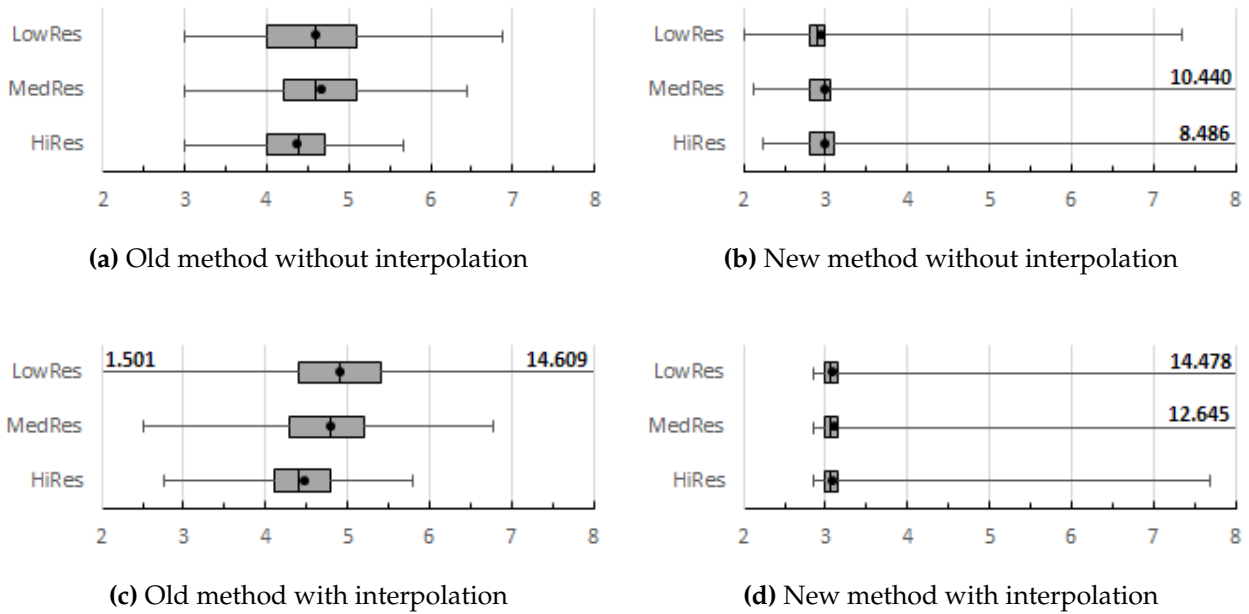 LowRes
MedRes
HiRes
2 3 4 5 6 7 8
(a) Old method without interpolation
LowRes
10.440
MedRes
8.486
HiRes
2 3 4 5 6 7 8
(b) New method without interpolation
1.501 14.609
LowRes
MedRes
HiRes
2 3 4 5 6 7 8
(c) Old method with interpolation
14.478
LowRes
12.645
MedRes
HiRes
2 3 4 5 6 7 8
(d) New method with interpolation